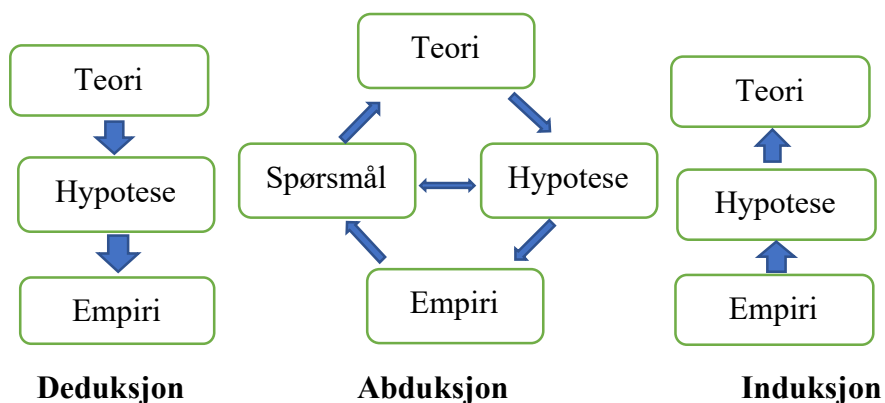 Teori
Hypotese
Empiri
Deduksjon
Teori
Spørsmål
Hypotese
Empiri
Abduksjon
Teori
Hypotese
Empiri
Induksjon